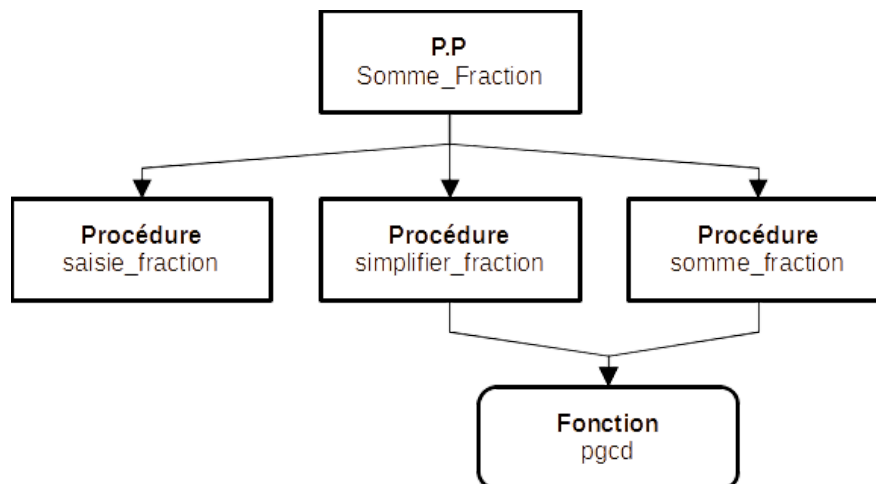 P.P
Somme_Fraction
Procédure
saisie_fraction
Procédure
simplifier_fraction
Procédure
somme_fraction
Fonction
pgcd